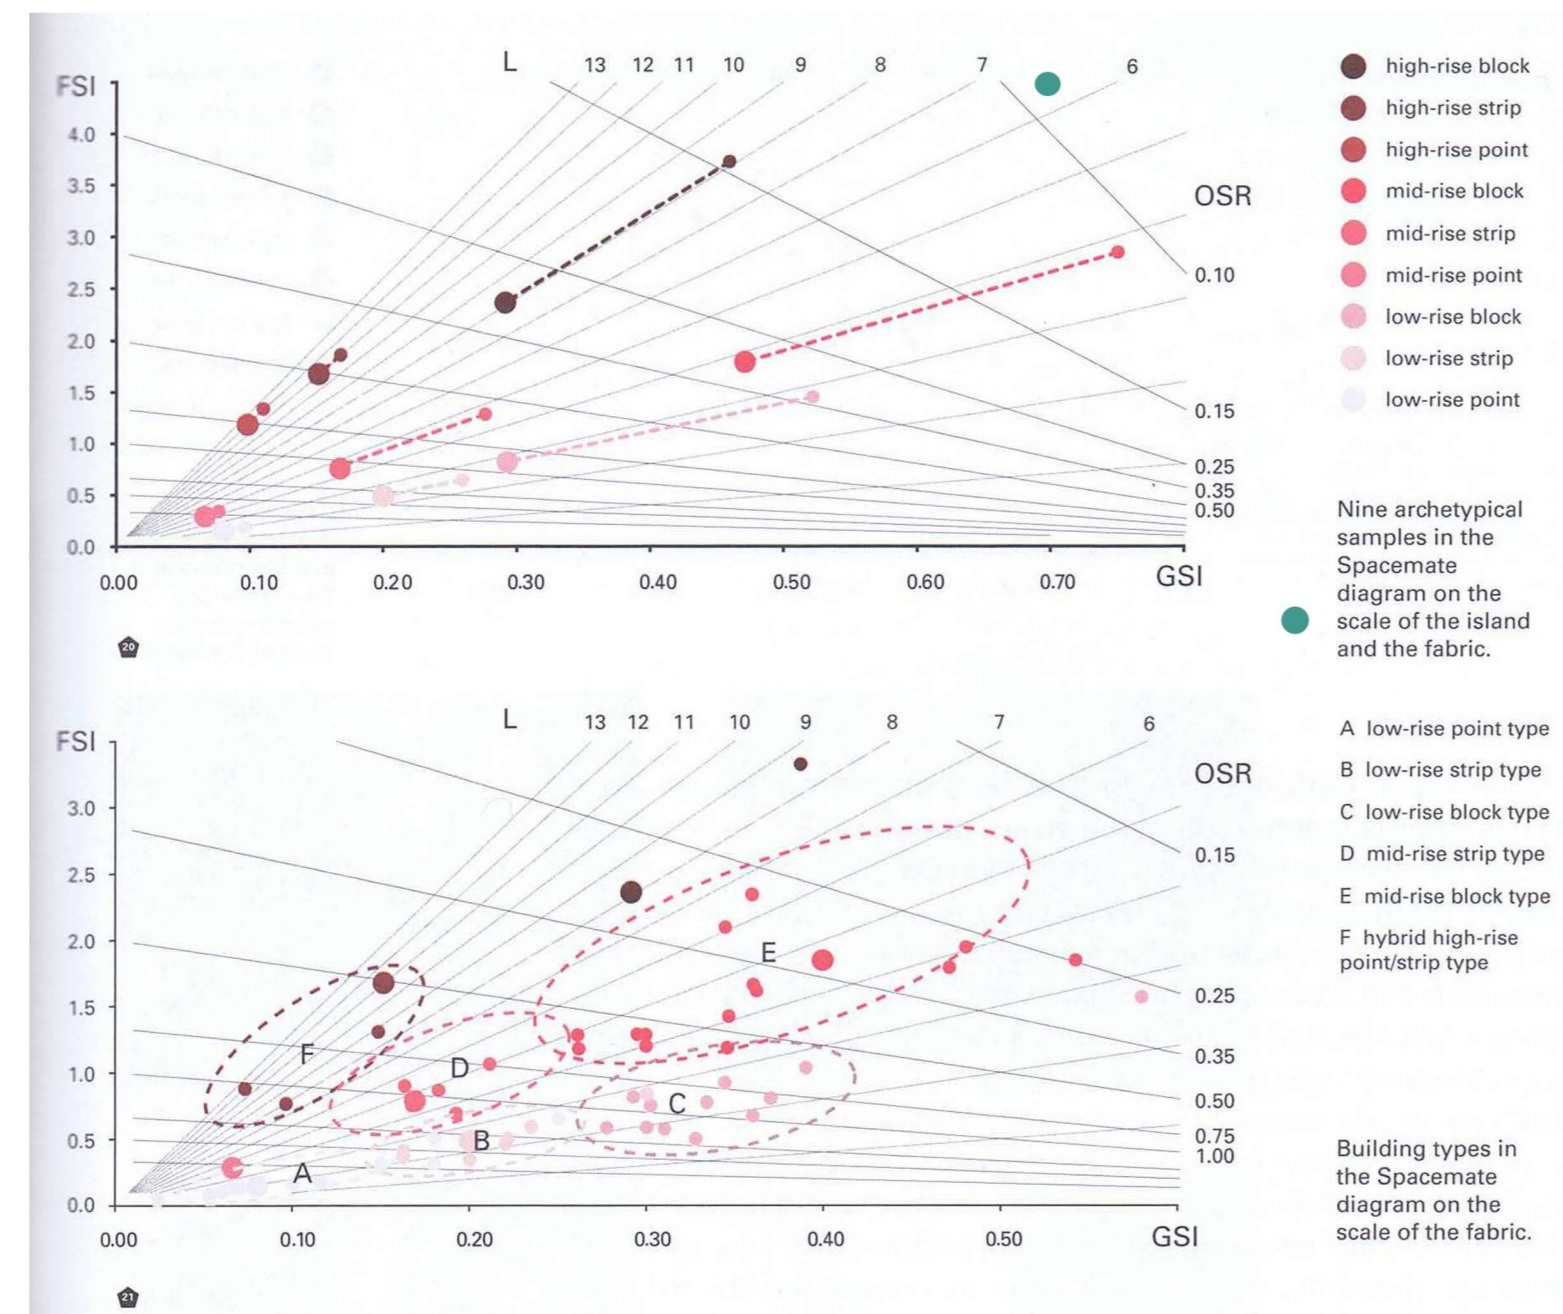 L 13 12 11 10 9 8 7 6
FSI
4.0
3.5
3.0
2.5
2.0
1.5
1.0
0.5
0.0
OSR
0.10
0.15
0.25
0.35
0.50
0.00 0.10 0.20 0.30 0.40 0.50 0.60 0.70 GSI
20
high-rise block
high-rise strip
high-rise point
mid-rise block
mid-rise strip
mid-rise point
low-rise block
low-rise strip
low-rise point
Nine archetypical
samples in the
Spacemate
diagram on the
scale of the island
and the fabric.
L 13 12 11 10 9 8 7 6
FSI
3.0
2.5
2.0
1.5
1.0
0.5
0.0
OSR
0.15
0.25
0.35
0.50
0.75
1.00
E
F
D
C
B
A
0.00 0.10 0.20 0.30 0.40 0.50 GSI
21
A low-rise point type
B low-rise strip type
C low-rise block type
D mid-rise strip type
E mid-rise block type
F hybrid high-rise
point/strip type
Building types in
the Spacemate
diagram on the
scale of the fabric.